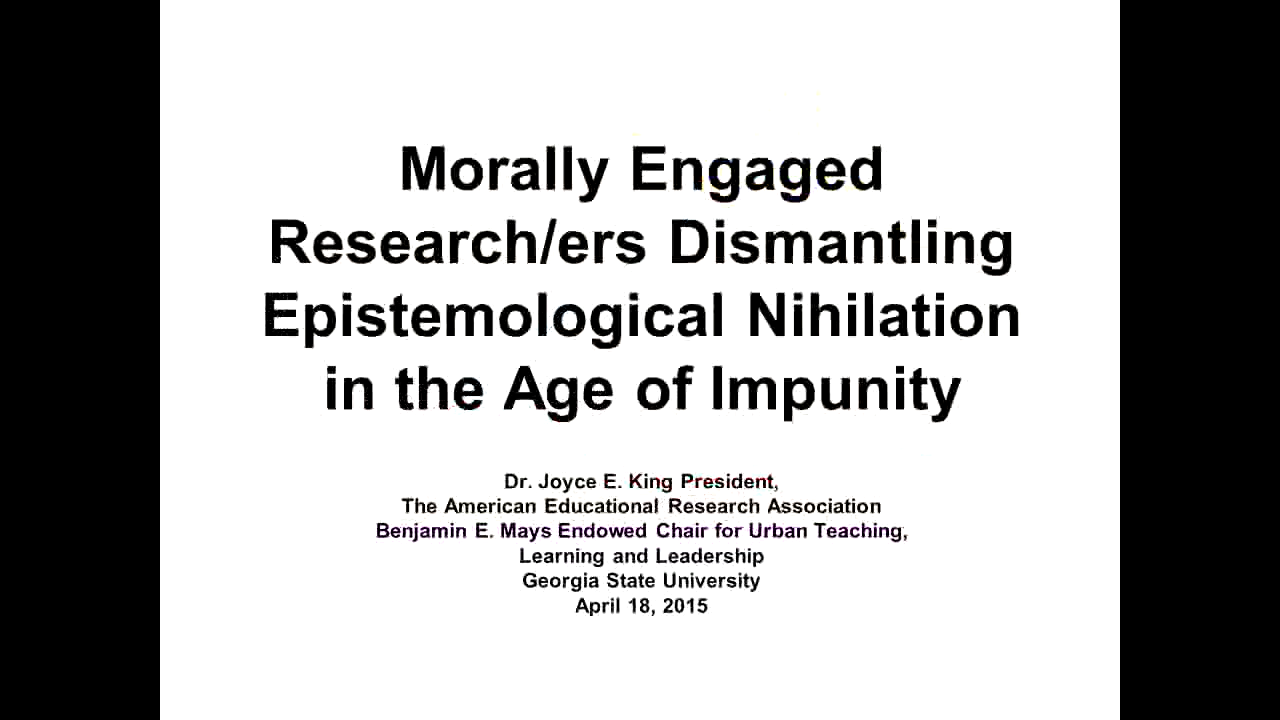 Morally Engaged
Research/ers Dismantling
Epistemological Nihilation
in the Age of Impunity
Dr. Joyce E. King President,
The American Educational Research Association
Benjamin E. Mays Endowed Chair for Urban Teaching,
Learning and Leadership
Georgia State University
April 18, 2015